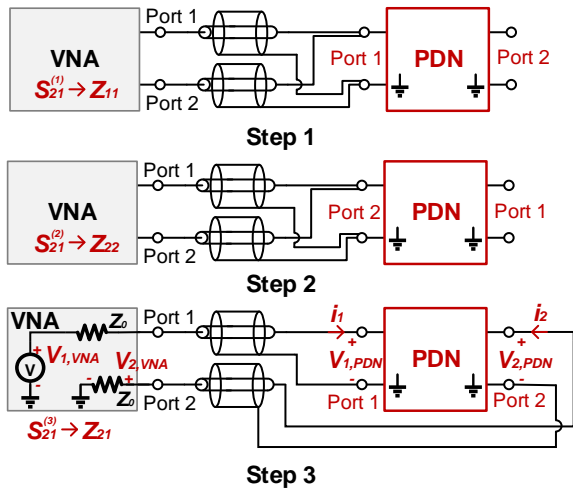 Port 1
VNA
S21(1) → Z11
Port 2
Port 1
PDN
Port 2
Step 1
Port 1
VNA
S21(2) → Z22
Port 2
Port 2
PDN
Port 1
Step 2
VNA
Z0
Port 1
i1
i2
+
V1,VNA
V
-
-
V2,VNA
+
Z0
Port 2
+
V1,PDN
-
PDN
+
V2,PDN
-
Port 1
Port 2
S21(3) → Z21
Step 3